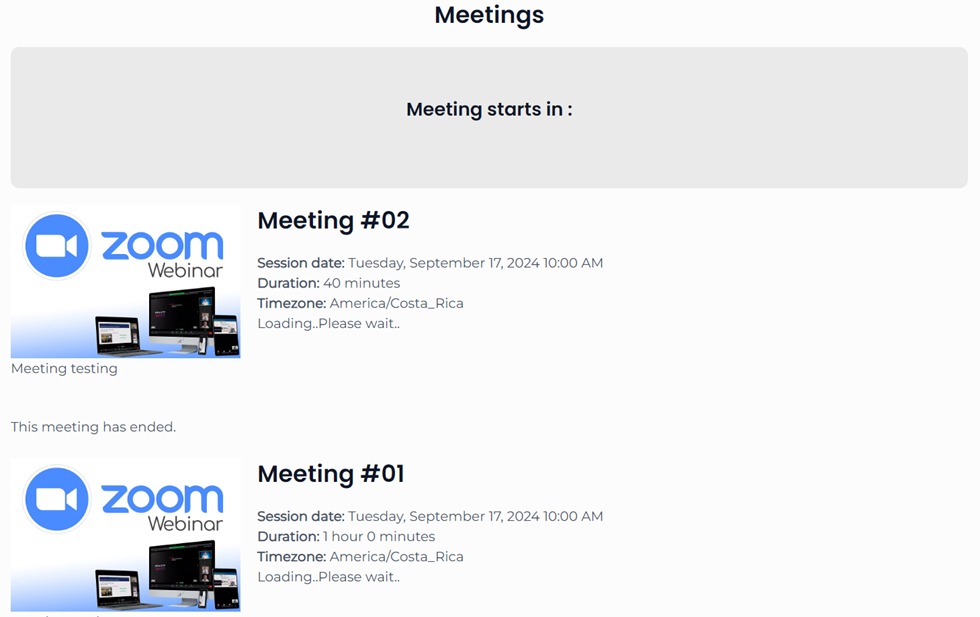 Meetings
Meeting starts in :
zoom
Webinar
Meeting #02
Session date: Tuesday, September 17, 2024 10:00 AM
Duration: 40 minutes
Timezone: America/Costa_Rica
Loading..Please wait..
Meeting testing
This meeting has ended.
zoom
Webinar
Meeting #01
Session date: Tuesday, September 17, 2024 10:00 AM
Duration: 1 hour 0 minutes
Timezone: America/Costa_Rica
Loading..Please wait..